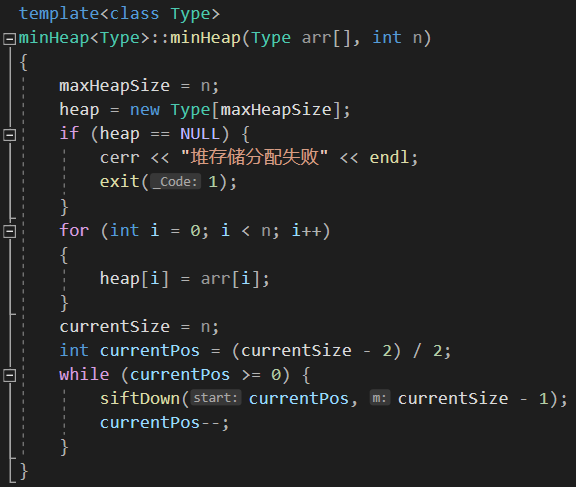 template<class Type>
minHeap<Type>::minHeap(Type arr[], int n)
{
    maxHeapSize = n;
    heap = new Type[maxHeapSize];
    if (heap == NULL) {
        cerr << "堆存储分配失败" << endl;
        exit(_Code: 1);
    }
    for (int i = 0; i < n; i++)
    {
        heap[i] = arr[i];
    }
    currentSize = n;
    int currentPos = (currentSize - 2) / 2;
    while (currentPos >= 0) {
        siftDown(start: currentPos, m: currentSize - 1);
        currentPos--;
    }
}